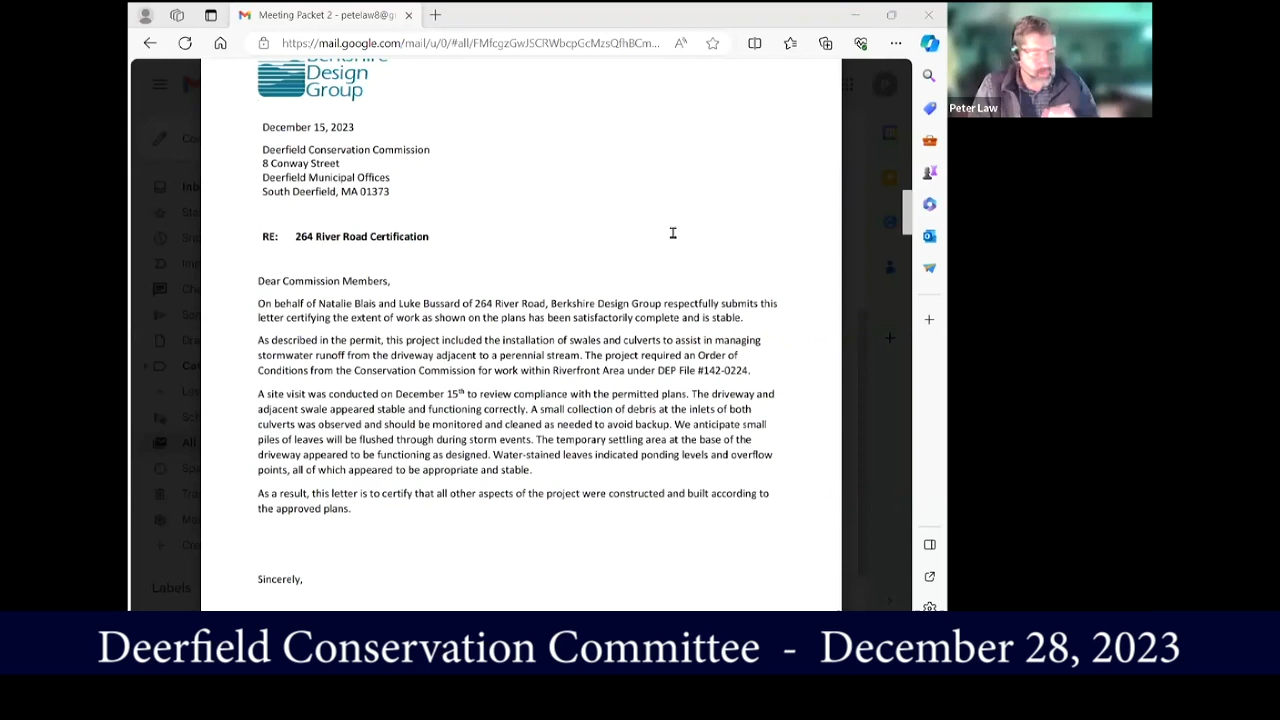 Meeting Packet 2 - petelaw8@g
https://mail.google.com/mail/u/0/#all/FMfcgzGwJSCRWbcpGcMzsQfhBCm...
Peter Law
Berkshire
Design
Group
December 15, 2023
Deerfield Conservation Commission
8 Conway Street
Deerfield Municipal Offices
South Deerfield, MA 01373
RE: 264 River Road Certification
Dear Commission Members,
On behalf of Natalie Blais and Luke Bussard of 264 River Road, Berkshire Design Group respectfully submits this
letter certifying the extent of work as shown on the plans has been satisfactorily complete and is stable.
As described in the permit, this project included the installation of swales and culverts to assist in managing
stormwater runoff from the driveway adjacent to a perennial stream. The project required an Order of
Conditions from the Conservation Commission for work within Riverfront Area under DEP File #142-0224.
A site visit was conducted on December 15th to review compliance with the permitted plans. The driveway and
adjacent swale appeared stable and functioning correctly. A small collection of debris at the inlets of both
culverts was observed and should be monitored and cleaned as needed to avoid backup. We anticipate small
piles of leaves will be flushed through during storm events. The temporary settling area at the base of the
driveway appeared to be functioning as designed. Water-stained leaves indicated ponding levels and overflow
points, all of which appeared to be appropriate and stable.
As a result, this letter is to certify that all other aspects of the project were constructed and built according to
the approved plans.
Sincerely,
Labels
Deerfield Conservation Committee - December 28, 2023